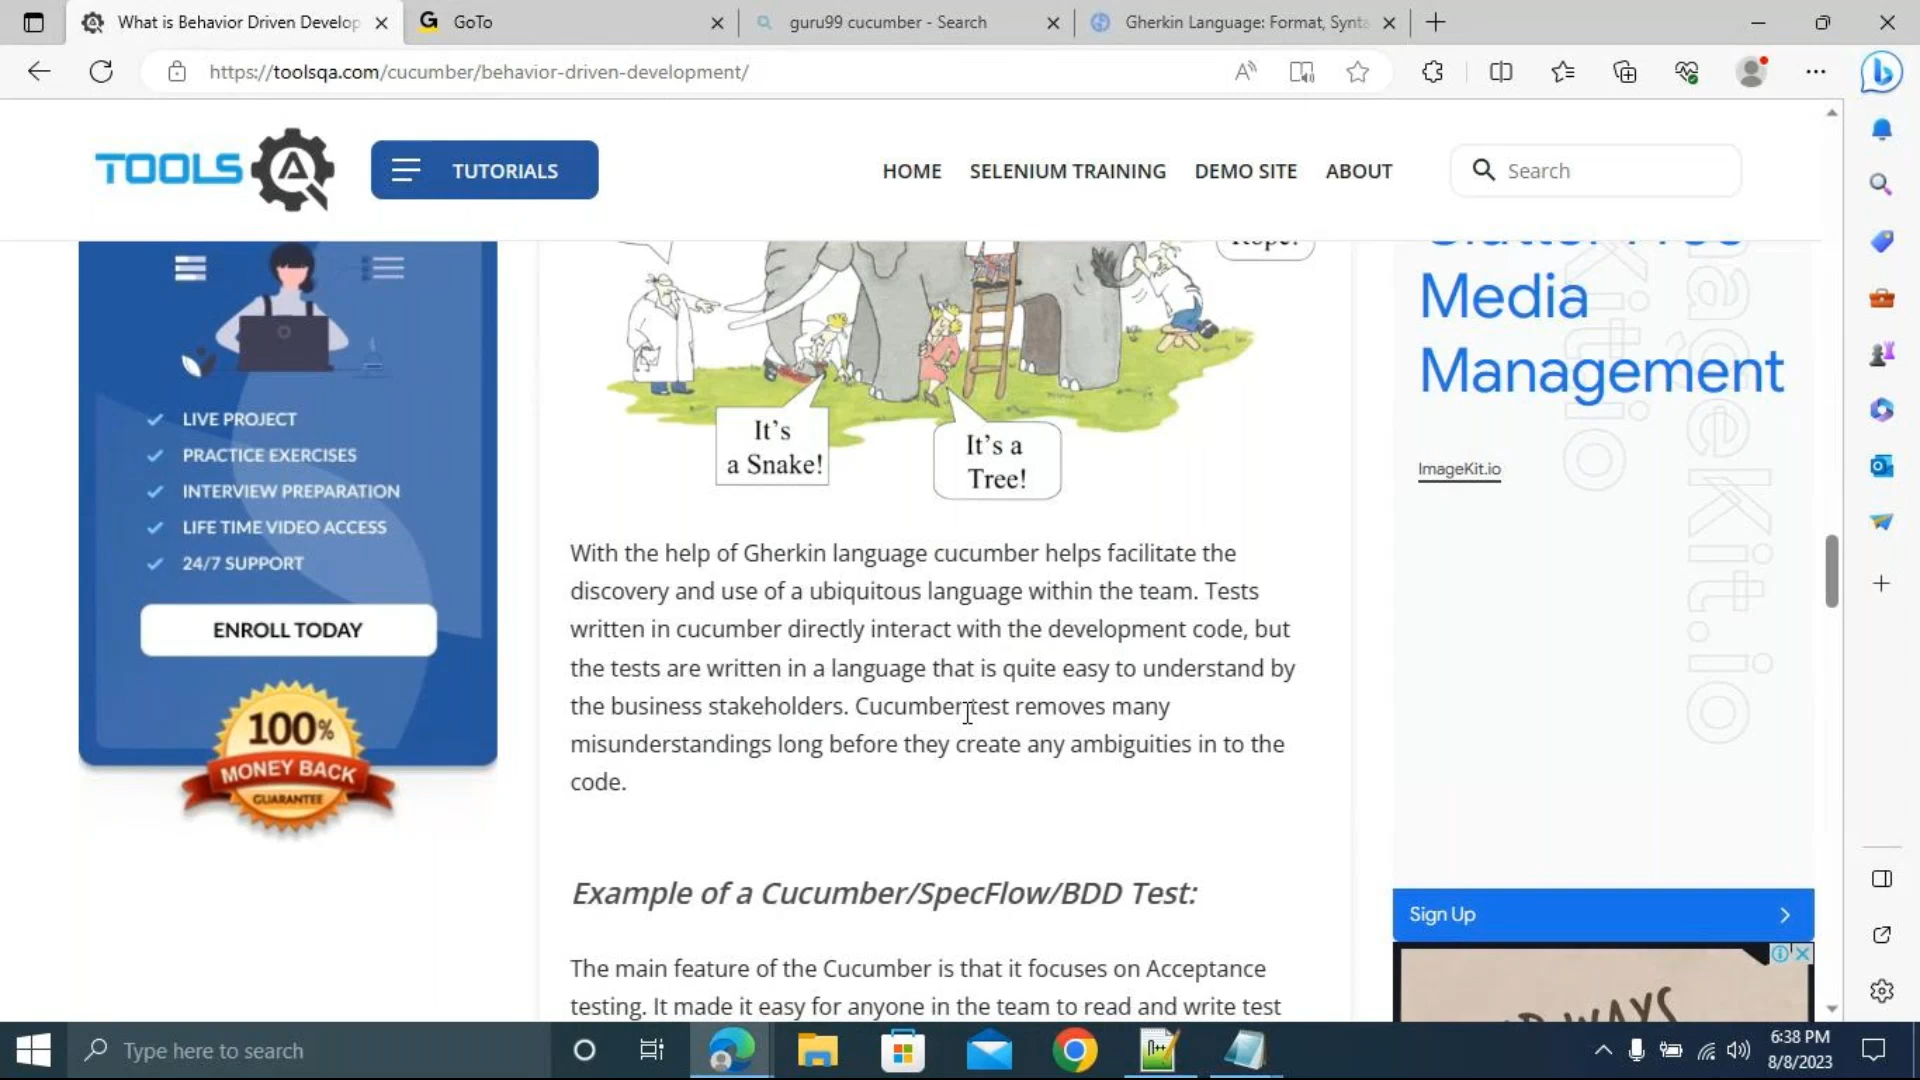 What is Behavior Driven Develop
GoTo
guru99 cucumber - Search
Gherkin Language: Format, Synta
https://toolsqa.com/cucumber/behavior-driven-development/
TOOLS QA
TUTORIALS
HOME
SELENIUM TRAINING
DEMO SITE
ABOUT
Search
LIVE PROJECT
PRACTICE EXERCISES
INTERVIEW PREPARATION
LIFE TIME VIDEO ACCESS
24/7 SUPPORT
ENROLL TODAY
100%
MONEY BACK
GUARANTEE
It's
a Snake!
It's a
Tree!
With the help of Gherkin language cucumber helps facilitate the
discovery and use of a ubiquitous language within the team. Tests
written in cucumber directly interact with the development code, but
the tests are written in a language that is quite easy to understand by
the business stakeholders. Cucumber test removes many
misunderstandings long before they create any ambiguities in to the
code.
Example of a Cucumber/SpecFlow/BDD Test:
The main feature of the Cucumber is that it focuses on Acceptance
testing. It made it easy for anyone in the team to read and write test
Media
Management
ImageKit.io
ImageKit.io
Sign Up
Type here to search
6:38 PM
8/8/2023